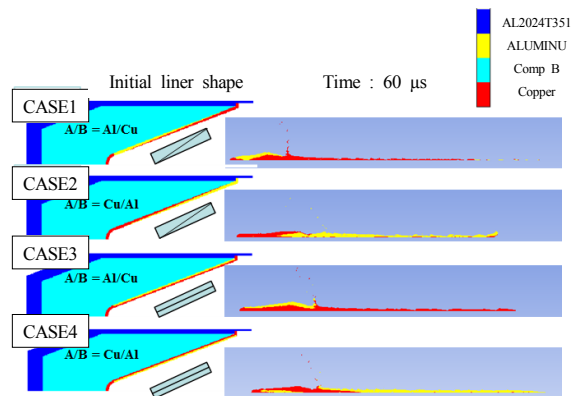 AL2024T351
ALUMINU
Comp B
Copper
Initial liner shape
Time : 60 μs
CASE1
A/B = Al/Cu
CASE2
A/B = Cu/Al
CASE3
A/B = Al/Cu
CASE4
A/B = Cu/Al